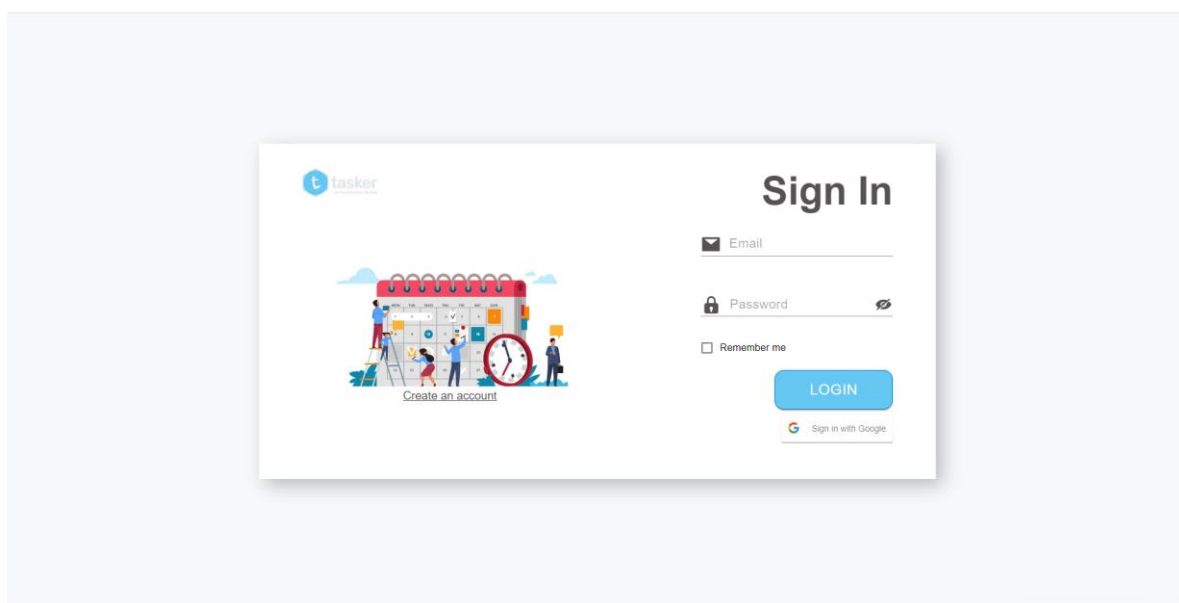 tasker
Sign In
Email
Password
Remember me
LOGIN
Sign in with Google
Create an account